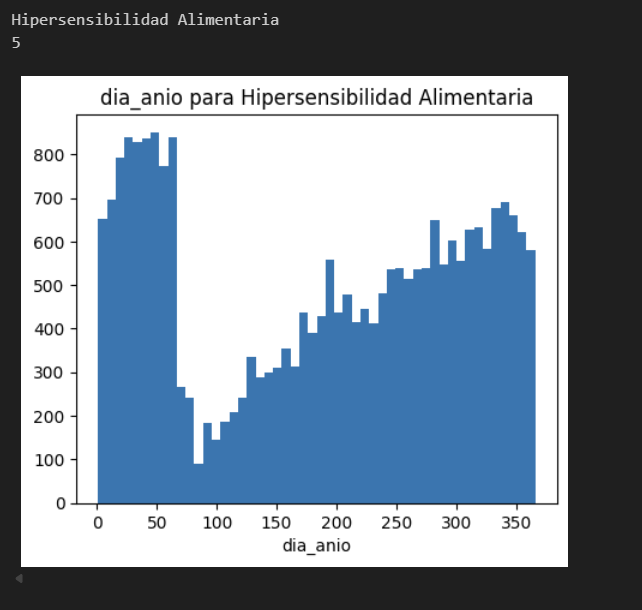 Hipersensibilidad Alimentaria
5
dia_anio para Hipersensibilidad Alimentaria
800
700
600
500
400
300
200
100
0
0 50 100 150 200 250 300 350
dia_anio